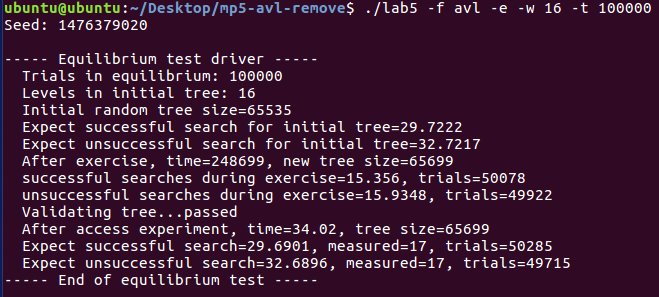 ubuntu@ubuntu:~/Desktop/mp5-avl-remove$ ./lab5 -f avl -e -w 16 -t 100000
Seed: 1476379020

----- Equilibrium test driver -----
  Trials in equilibrium: 100000
  Levels in initial tree: 16
  Initial random tree size=65535
  Expect successful search for initial tree=29.7222
  Expect unsuccessful search for initial tree=32.7217
  After exercise, time=248699, new tree size=65699
  successful searches during exercise=15.356, trials=50078
  unsuccessful searches during exercise=15.9348, trials=49922
  Validating tree...passed
  After access experiment, time=34.02, tree size=65699
  Expect successful search=29.6901, measured=17, trials=50285
  Expect unsuccessful search=32.6896, measured=17, trials=49715
----- End of equilibrium test -----